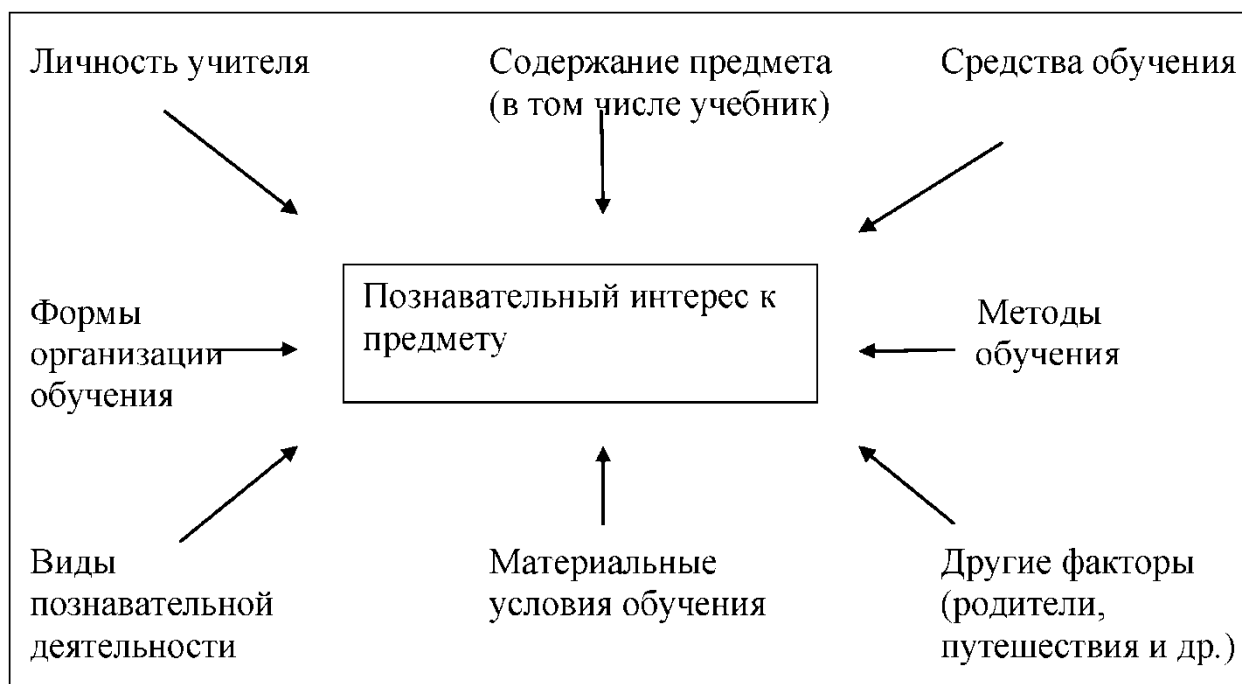 Личность учителя
Содержание предмета
(в том числе учебник)
Средства обучения
Формы
организации
обучения
Познавательный интерес к
предмету
Методы
обучения
Виды
познавательной
деятельности
Материальные
условия обучения
Другие факторы
(родители,
путешествия и др.)